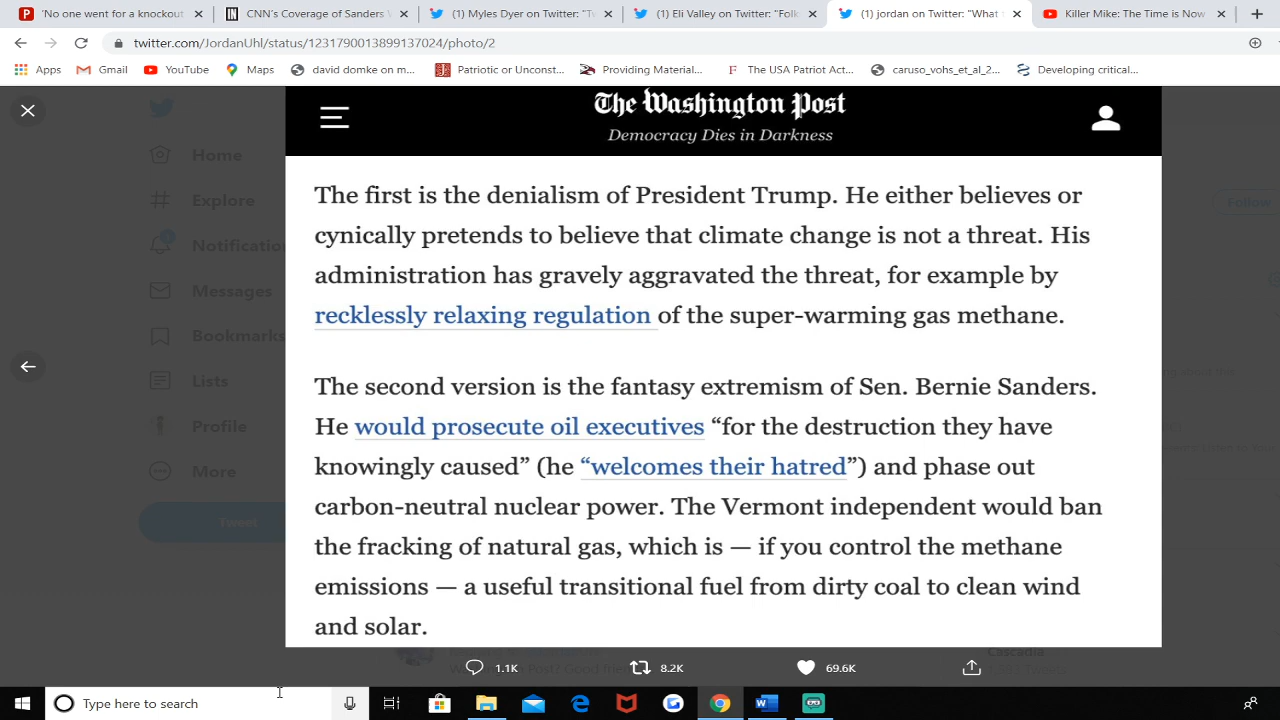 'No one went for a knockout
CNN's Coverage of Sanders V
(1) Myles Dyer on Twitter: "Ty
(1) Eli Valley on Twitter: "Folk
(1) jordan on Twitter: "What t
Killer Mike: The Time is Now
twitter.com/JordanUhl/status/1231790013899137024/photo/2
Apps
Gmail
YouTube
Maps
david domke on m...
Patriotic or Unconst...
Providing Material...
The USA Patriot Act...
caruso_vohs_et_al_2...
Developing critical...
The Washington Post
Democracy Dies in Darkness
Home
Explore
Notificatio
Messages
Bookmarks
Lists
Profile
More
Tweet
Follow
The first is the denialism of President Trump. He either believes or
cynically pretends to believe that climate change is not a threat. His
administration has gravely aggravated the threat, for example by
recklessly relaxing regulation of the super-warming gas methane.
The second version is the fantasy extremism of Sen. Bernie Sanders.
He would prosecute oil executives “for the destruction they have
knowingly caused” (he “welcomes their hatred”) and phase out
carbon-neutral nuclear power. The Vermont independent would ban
the fracking of natural gas, which is — if you control the methane
emissions — a useful transitional fuel from dirty coal to clean wind
and solar.
Cascadia
1.1K
8.2K
69.6K
Type here to search